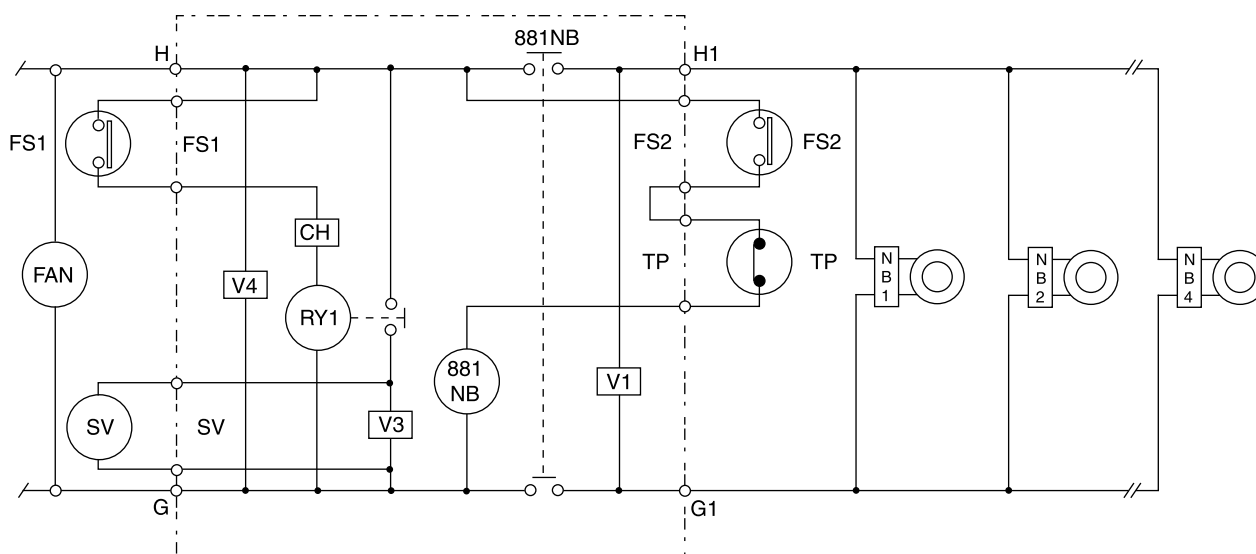 881NB
H
H1
FS1
FS1
FS2
FS2
CH
FAN
V4
RY1
TP
TP
N
B
1
N
B
2
N
B
4
881
NB
V1
SV
SV
V3
G
G1